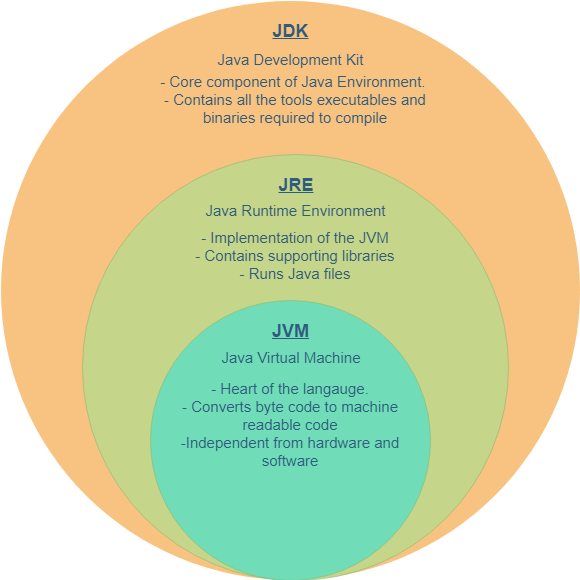 JDK
Java Development Kit
- Core component of Java Environment.
- Contains all the tools executables and
binaries required to compile
JRE
Java Runtime Environment
- Implementation of the JVM
- Contains supporting libraries
- Runs Java files
JVM
Java Virtual Machine
- Heart of the langauge.
- Converts byte code to machine
readable code
-Independent from hardware and
software